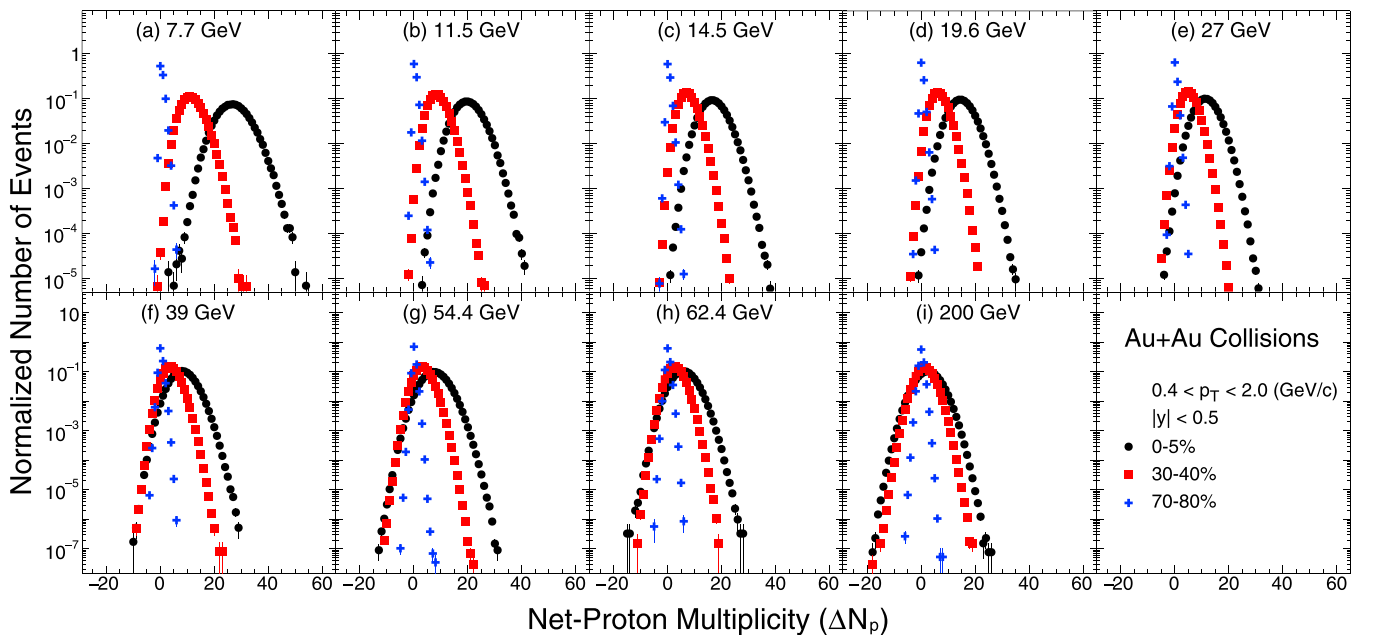 (a) 7.7 GeV
(b) 11.5 GeV
(c) 14.5 GeV
(d) 19.6 GeV
(e) 27 GeV
1
10⁻¹
10⁻²
10⁻³
10⁻⁴
10⁻⁵
Normalized Number of Events
(f) 39 GeV
(g) 54.4 GeV
(h) 62.4 GeV
(i) 200 GeV
10
10⁻¹
10⁻³
10⁻⁵
10⁻⁷
Au+Au Collisions
0.4 < p_T < 2.0 (GeV/c)
|y| < 0.5
0-5%
30-40%
70-80%
−20 0 20 40 60 −20 0 20 40 60 −20 0 20 40 60 −20 0 20 40 60 −20 0 20 40 60
Net-Proton Multiplicity (ΔNₚ)